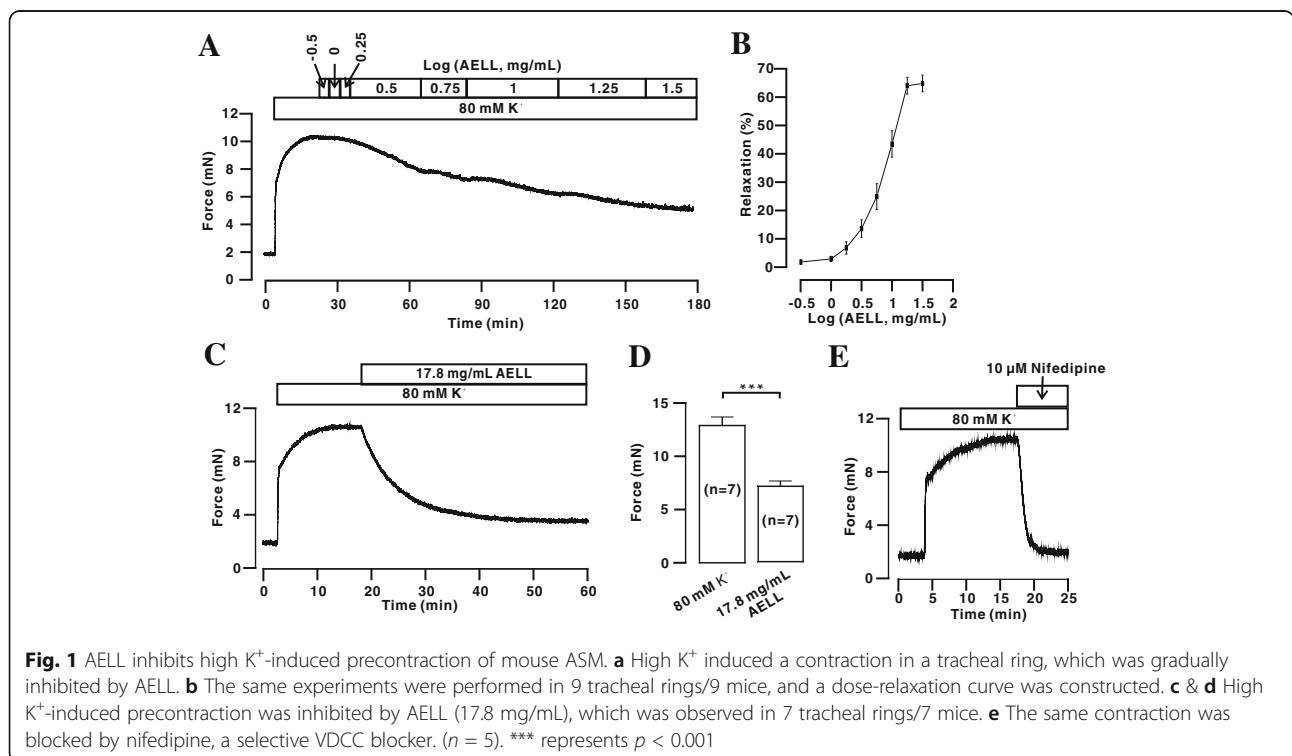 A
-0.5 0 0.25
Log (AELL, mg/mL)
0.5 0.75 1 1.25 1.5
80 mM K⁺
12
10
8
6
4
2
0
Force (mN)
0 30 60 90 120 150 180
Time (min)
B
70
60
50
40
30
20
10
0
Relaxation (%)
-0.5 0 0.5 1 1.5 2
Log (AELL, mg/mL)
C
17.8 mg/mL AELL
80 mM K⁺
12
8
4
0
Force (mN)
0 10 20 30 40 50 60
Time (min)
D
***
15
10
5
0
Force (mN)
(n=7) (n=7)
80 mM K⁺
17.8 mg/mL
AELL
E
10 µM Nifedipine
80 mM K⁺
12
8
4
0
Force (mN)
0 5 10 15 20 25
Time (min)
Fig. 1 AELL inhibits high K⁺-induced precontraction of mouse ASM. a High K⁺ induced a contraction in a tracheal ring, which was gradually
inhibited by AELL. b The same experiments were performed in 9 tracheal rings/9 mice, and a dose-relaxation curve was constructed. c & d High
K⁺-induced precontraction was inhibited by AELL (17.8 mg/mL), which was observed in 7 tracheal rings/7 mice. e The same contraction was
blocked by nifedipine, a selective VDCC blocker. (n = 5). *** represents p < 0.001